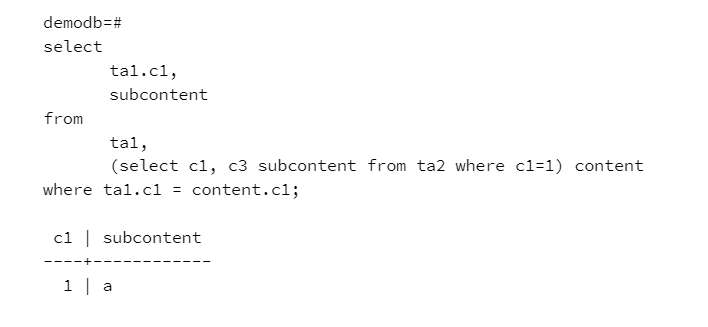 demodb=#
select
ta1.c1,
subcontent
from
ta1,
(select c1, c3 subcontent from ta2 where c1=1) content
where ta1.c1 = content.c1;
c1 | subcontent
----+------------
1 | a